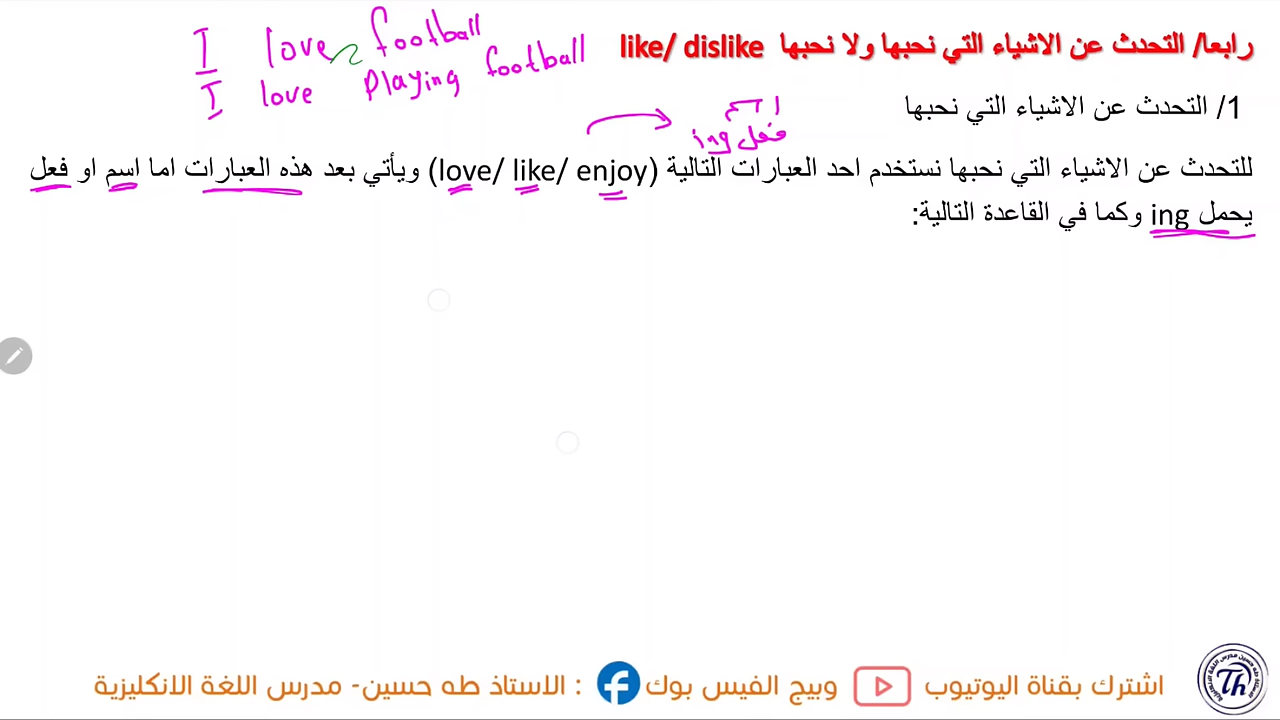 رابعا/ التحدث عن الاشياء التي نحبها ولا نحبها like/ dislike
I love football
I love Playing football
1/ التحدث عن الاشياء التي نحبها
اسم
فعل ing
للتحدث عن الاشياء التي نحبها نستخدم احد العبارات التالية (love/ like/ enjoy) ويأتي بعد هذه العبارات اما اسم او فعل
يحمل ing وكما في القاعدة التالية:
اشترك بقناة اليوتيوب وبيج الفيس بوك : الاستاذ طه حسين- مدرس اللغة الانكليزية
Th